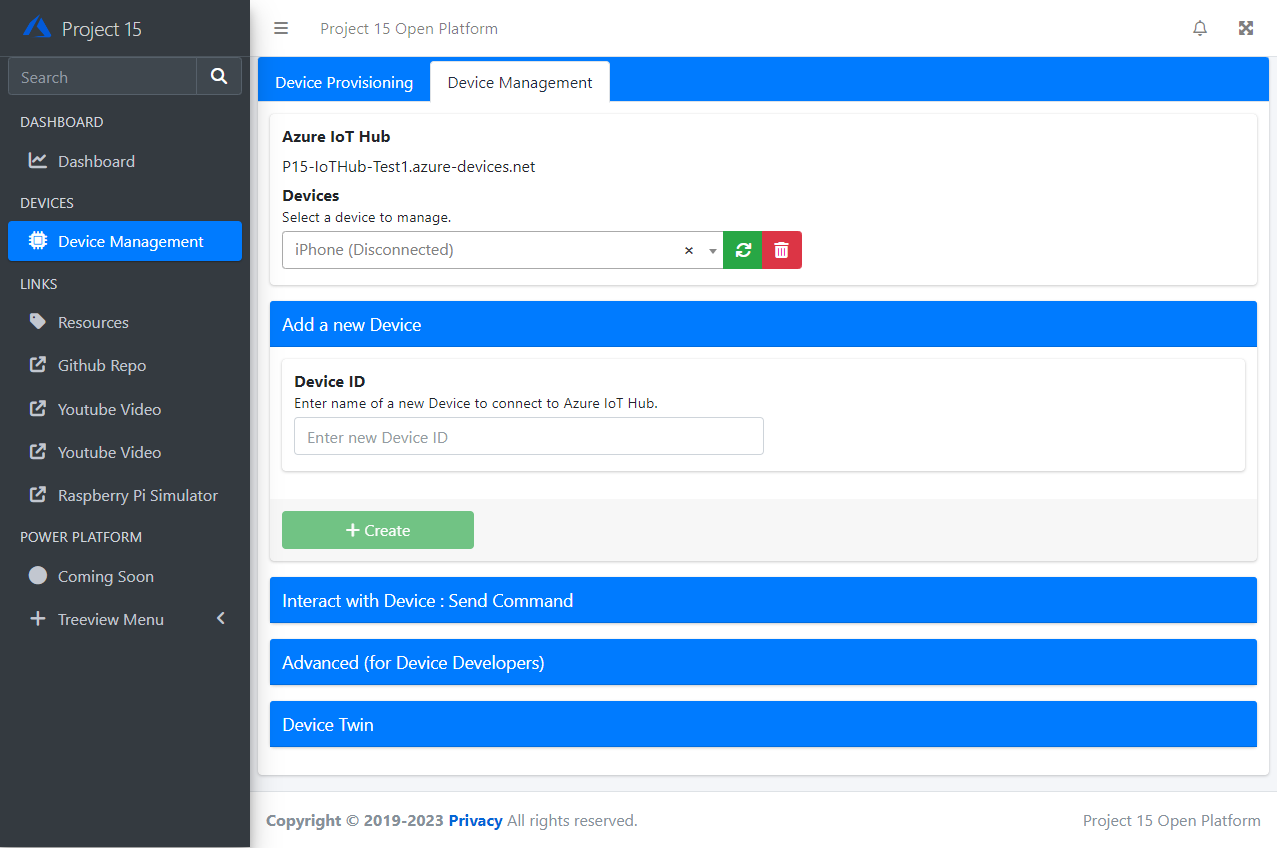 Project 15
Project 15 Open Platform
Search
Device Provisioning
Device Management
DASHBOARD
Dashboard
DEVICES
Device Management
LINKS
Resources
Github Repo
Youtube Video
Youtube Video
Raspberry Pi Simulator
POWER PLATFORM
Coming Soon
Treeview Menu
Azure IoT Hub
P15-IoTHub-Test1.azure-devices.net
Devices
Select a device to manage.
iPhone (Disconnected)
Add a new Device
Device ID
Enter name of a new Device to connect to Azure IoT Hub.
Enter new Device ID
Create
Interact with Device : Send Command
Advanced (for Device Developers)
Device Twin
Copyright © 2019-2023 Privacy All rights reserved.
Project 15 Open Platform